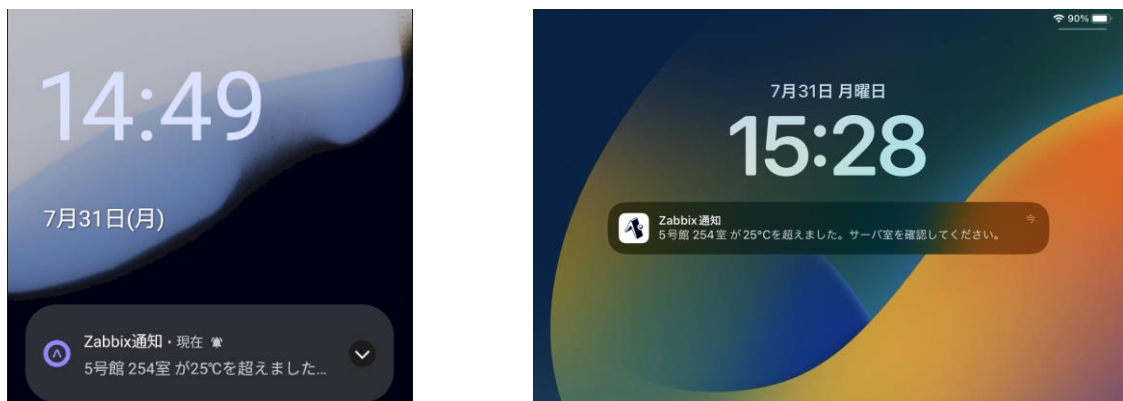 14:49
7月31日(月)
Zabbix通知・現在
5号館 254室 が25℃を超えました...
90%
7月31日 月曜日
15:28
Zabbix通知
今
5号館 254室 が25°Cを超えました。サーバ室を確認してください。